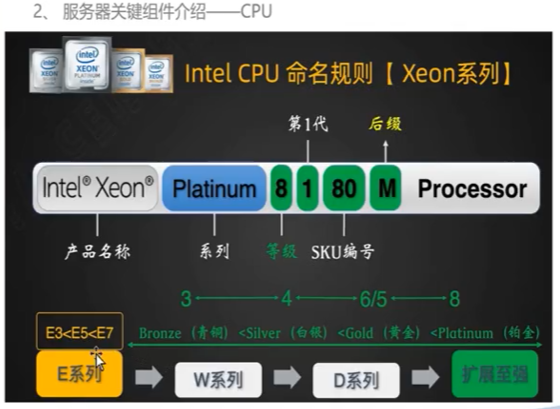 2、 服务器关键组件介绍——CPU
Intel CPU 命名规则【 Xeon系列】
第1代 后缀
Intel® Xeon® Platinum 8 1 80 M Processor
产品名称 系列 等级 SKU编号
3 4 6/5 8
E3<E5<E7 Bronze (青铜) <Silver (白银) <Gold (黄金) <Platinum (铂金)
E系列 W系列 D系列 扩展至强